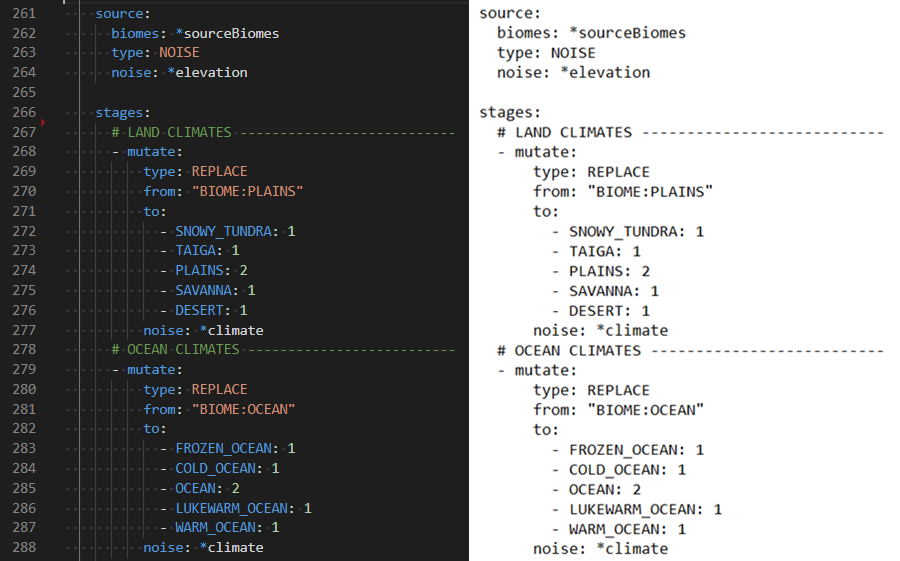 261 source:
262 biomes: *sourceBiomes
263 type: NOISE
264 noise: *elevation
265
266 stages:
267 # LAND CLIMATES ---------------------------
268 - mutate:
269 type: REPLACE
270 from: "BIOME:PLAINS"
271 to:
272 - SNOWY_TUNDRA: 1
273 - TAIGA: 1
274 - PLAINS: 2
275 - SAVANNA: 1
276 - DESERT: 1
277 noise: *climate
278 # OCEAN CLIMATES --------------------------
279 - mutate:
280 type: REPLACE
281 from: "BIOME:OCEAN"
282 to:
283 - FROZEN_OCEAN: 1
284 - COLD_OCEAN: 1
285 - OCEAN: 2
286 - LUKEWARM_OCEAN: 1
287 - WARM_OCEAN: 1
288 noise: *climate
source:
biomes: *sourceBiomes
type: NOISE
noise: *elevation
stages:
# LAND CLIMATES ---------------------------
- mutate:
type: REPLACE
from: "BIOME:PLAINS"
to:
- SNOWY_TUNDRA: 1
- TAIGA: 1
- PLAINS: 2
- SAVANNA: 1
- DESERT: 1
noise: *climate
# OCEAN CLIMATES --------------------------
- mutate:
type: REPLACE
from: "BIOME:OCEAN"
to:
- FROZEN_OCEAN: 1
- COLD_OCEAN: 1
- OCEAN: 2
- LUKEWARM_OCEAN: 1
- WARM_OCEAN: 1
noise: *climate